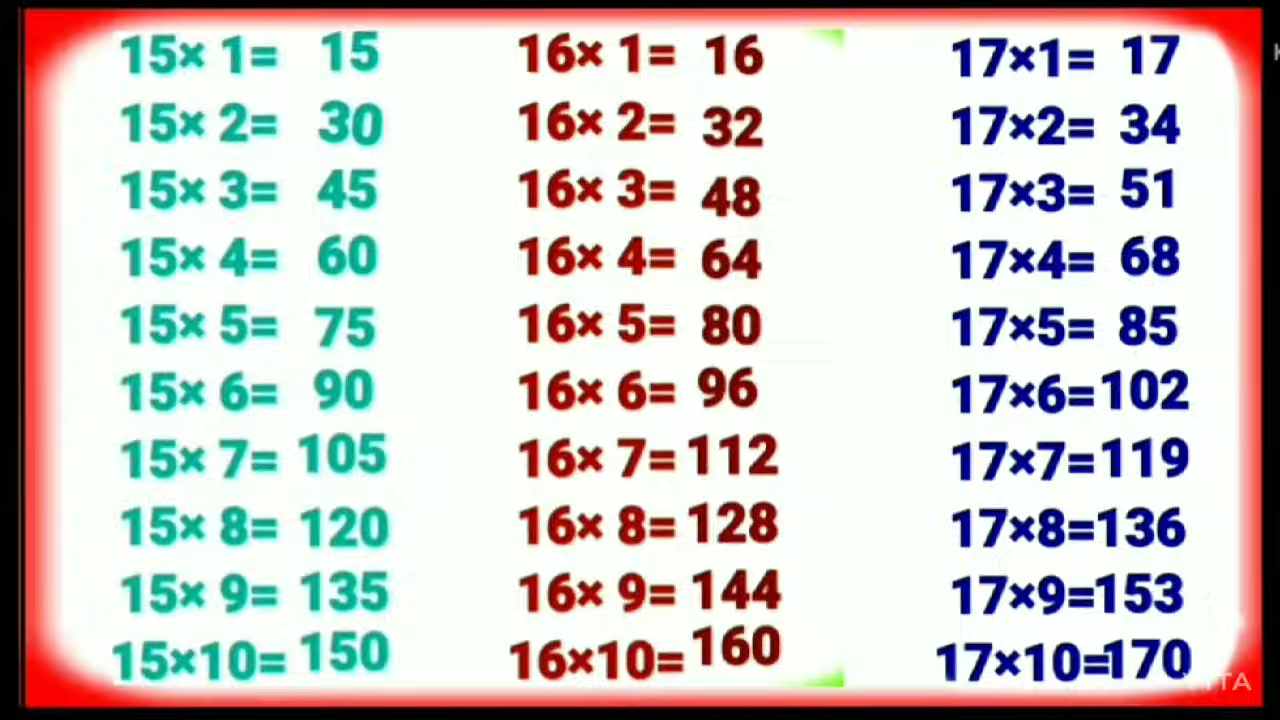 15× 1= 15
15× 2= 30
15× 3= 45
15× 4= 60
15× 5= 75
15× 6= 90
15× 7= 105
15× 8= 120
15× 9= 135
15×10= 150
16× 1= 16
16× 2= 32
16× 3= 48
16× 4= 64
16× 5= 80
16× 6= 96
16× 7= 112
16× 8= 128
16× 9= 144
16×10= 160
17×1= 17
17×2= 34
17×3= 51
17×4= 68
17×5= 85
17×6=102
17×7=119
17×8=136
17×9=153
17×10=170